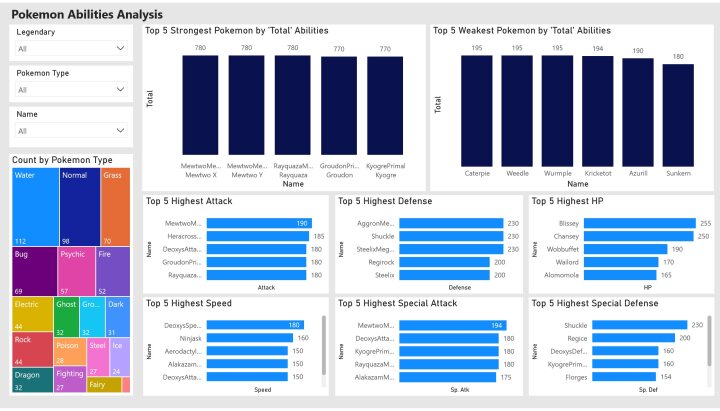 Pokemon Abilities Analysis
Legendary
All
Pokemon Type
All
Name
All
Count by Pokemon Type
Water
112
Normal
98
Grass
70
Bug
69
Psychic
57
Fire
52
Electric
44
Ghost
32
Gro...
32
Dark
31
Rock
44
Poison
28
Steel
27
Ice
24
Dragon
32
Fighting
27
Fairy
Top 5 Strongest Pokemon by 'Total' Abilities
Total
780
780
780
770
770
MewtwoMe...
Mewtwo X
MewtwoMe...
Mewtwo Y
RayquazaM...
Rayquaza
GroudonPri...
Groudon
KyogrePrimal
Kyogre
Name
Top 5 Weakest Pokemon by 'Total' Abilities
Total
195
195
195
194
190
180
Caterpie
Weedle
Wurmple
Kricketot
Azurill
Sunkern
Name
Top 5 Highest Attack
Name
MewtwoM... 190
Heracross... 185
DeoxysAtta... 180
GroudonPri... 180
Rayquaza... 180
Attack
Top 5 Highest Defense
Name
AggronMe... 230
Shuckle 230
SteelixMeg... 230
Regirock 200
Steelix 200
Defense
Top 5 Highest HP
Name
Blissey 255
Chansey 250
Wobbuffet 190
Wailord 170
Alomomola 165
HP
Top 5 Highest Speed
Name
DeoxysSpe... 180
Ninjask 160
Aerodactyl... 150
Alakazam... 150
DeoxysAtta... 150
Speed
Top 5 Highest Special Attack
Name
MewtwoM... 194
DeoxysAtta... 180
KyogrePrim... 180
RayquazaM... 180
AlakazamM... 175
Sp. Atk
Top 5 Highest Special Defense
Name
Shuckle 230
Regice 200
DeoxysDef... 160
KyogrePrim... 160
Florges 154
Sp. Def